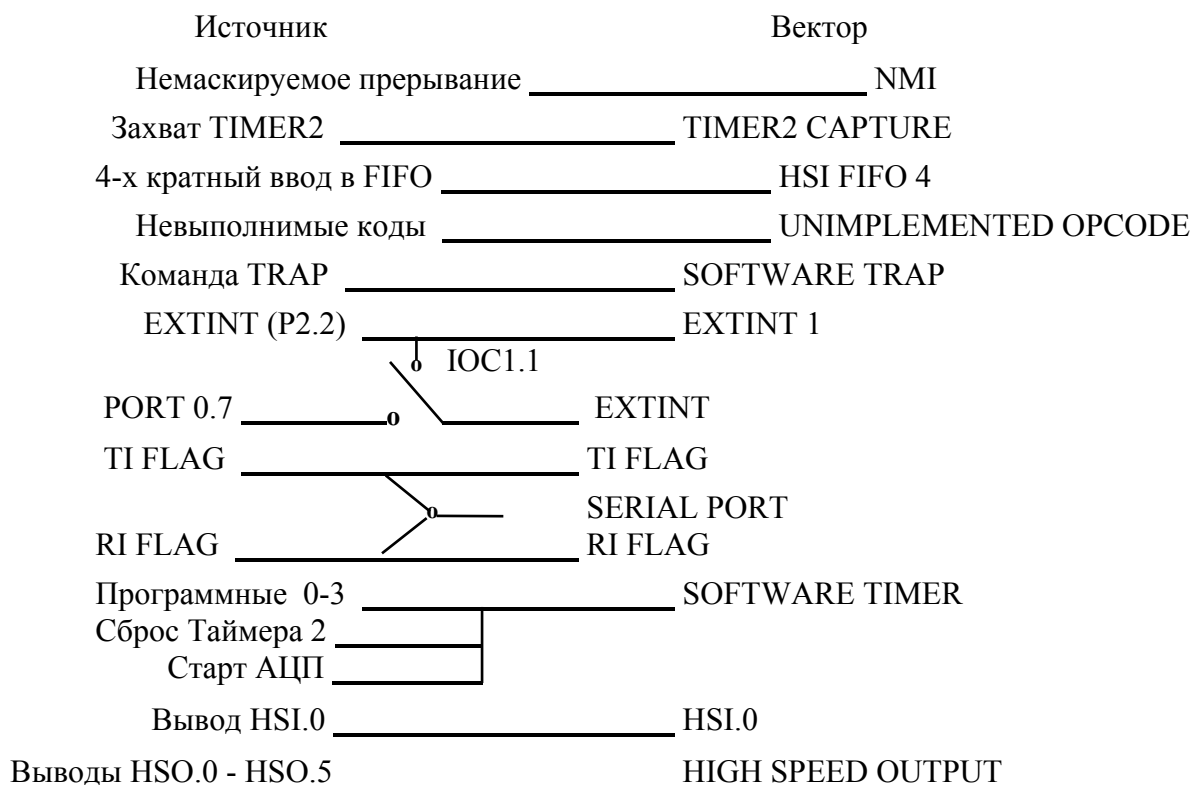 Источник Вектор
Немаскируемое прерывание NMI
Захват TIMER2 TIMER2 CAPTURE
4-х кратный ввод в FIFO HSI FIFO 4
Невыполнимые коды UNIMPLEMENTED OPCODE
Команда TRAP SOFTWARE TRAP
EXTINT (P2.2) EXTINT 1
IOC1.1
PORT 0.7 EXTINT
TI FLAG TI FLAG
SERIAL PORT
RI FLAG RI FLAG
Программные 0-3 SOFTWARE TIMER
Сброс Таймера 2
Старт АЦП
Вывод HSI.0 HSI.0
Выводы HSO.0 - HSO.5 HIGH SPEED OUTPUT